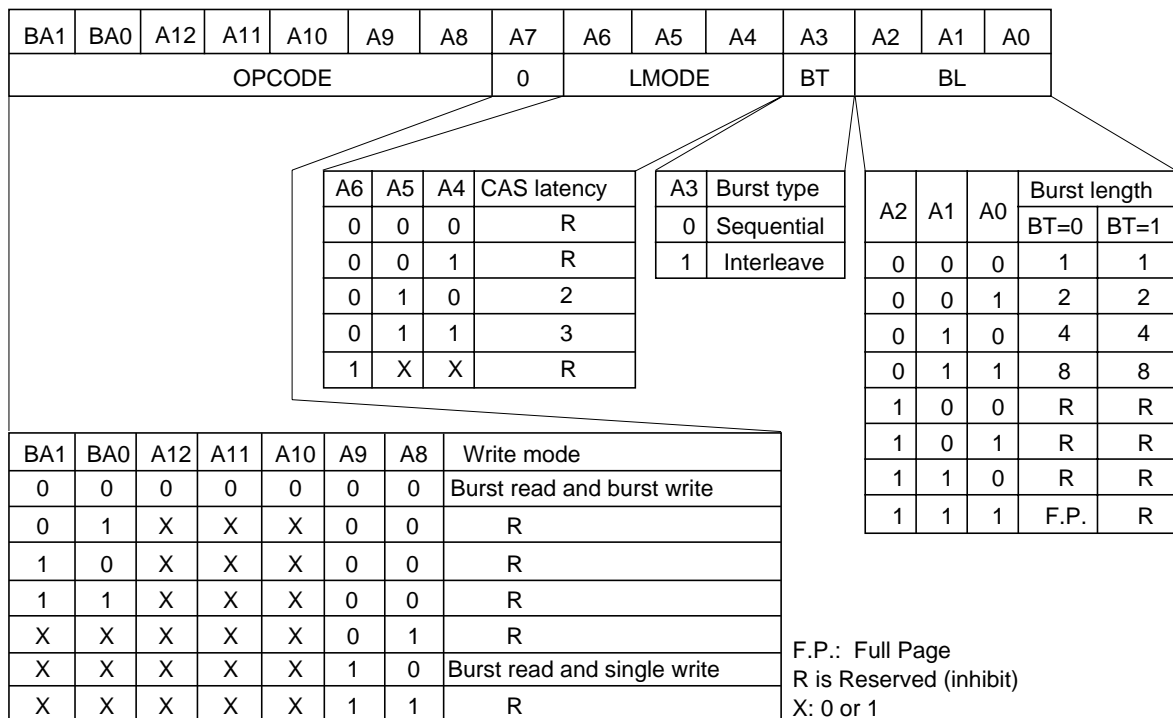 BA1 BA0 A12 A11 A10 A9 A8 A7 A6 A5 A4 A3 A2 A1 A0
OPCODE 0 LMODE BT BL
A6 A5 A4 CAS latency
0 0 0 R
0 0 1 R
0 1 0 2
0 1 1 3
1 X X R
A3 Burst type
0 Sequential
1 Interleave
A2 A1 A0 Burst length
BT=0 BT=1
0 0 0 1 1
0 0 1 2 2
0 1 0 4 4
0 1 1 8 8
1 0 0 R R
1 0 1 R R
1 1 0 R R
1 1 1 F.P. R
BA1 BA0 A12 A11 A10 A9 A8 Write mode
0 0 0 0 0 0 0 Burst read and burst write
0 1 X X X 0 0 R
1 0 X X X 0 0 R
1 1 X X X 0 0 R
X X X X X 0 1 R
X X X X X 1 0 Burst read and single write
X X X X X 1 1 R
F.P.: Full Page
R is Reserved (inhibit)
X: 0 or 1